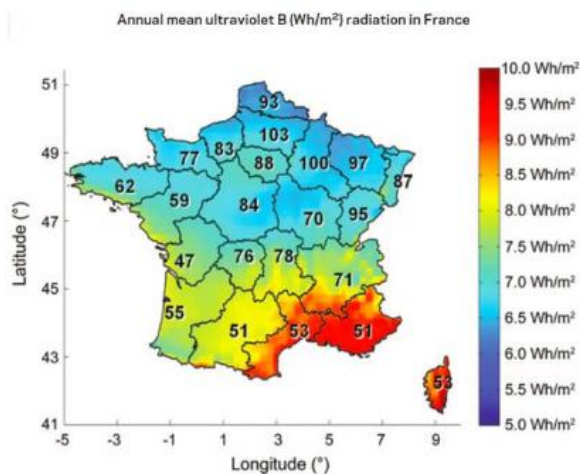 Annual mean ultraviolet B (Wh/m²) radiation in France
10.0 Wh/m²
9.5 Wh/m²
9.0 Wh/m²
8.5 Wh/m²
8.0 Wh/m²
7.5 Wh/m²
7.0 Wh/m²
6.5 Wh/m²
6.0 Wh/m²
5.5 Wh/m²
5.0 Wh/m²
Latitude (°)
51
49
47
45
43
41
93
103
83
77
88
100
97
87
62
59
84
70
95
47
76
78
71
55
51
53
51
53
-5 -3 -1 1 3 5 7 9
Longitude (°)